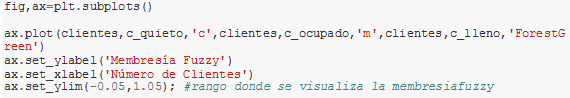 fig,ax=plt.subplots()
ax.plot(clientes,c_quieto,'c',clientes,c_ocupado,'m',clientes,c_lleno,'ForestG
reen')
ax.set_ylabel('Membresía Fuzzy')
ax.set_xlabel('Número de Clientes')
ax.set_ylim(-0.05,1.05); #rango donde se visualiza la membresiafuzzy